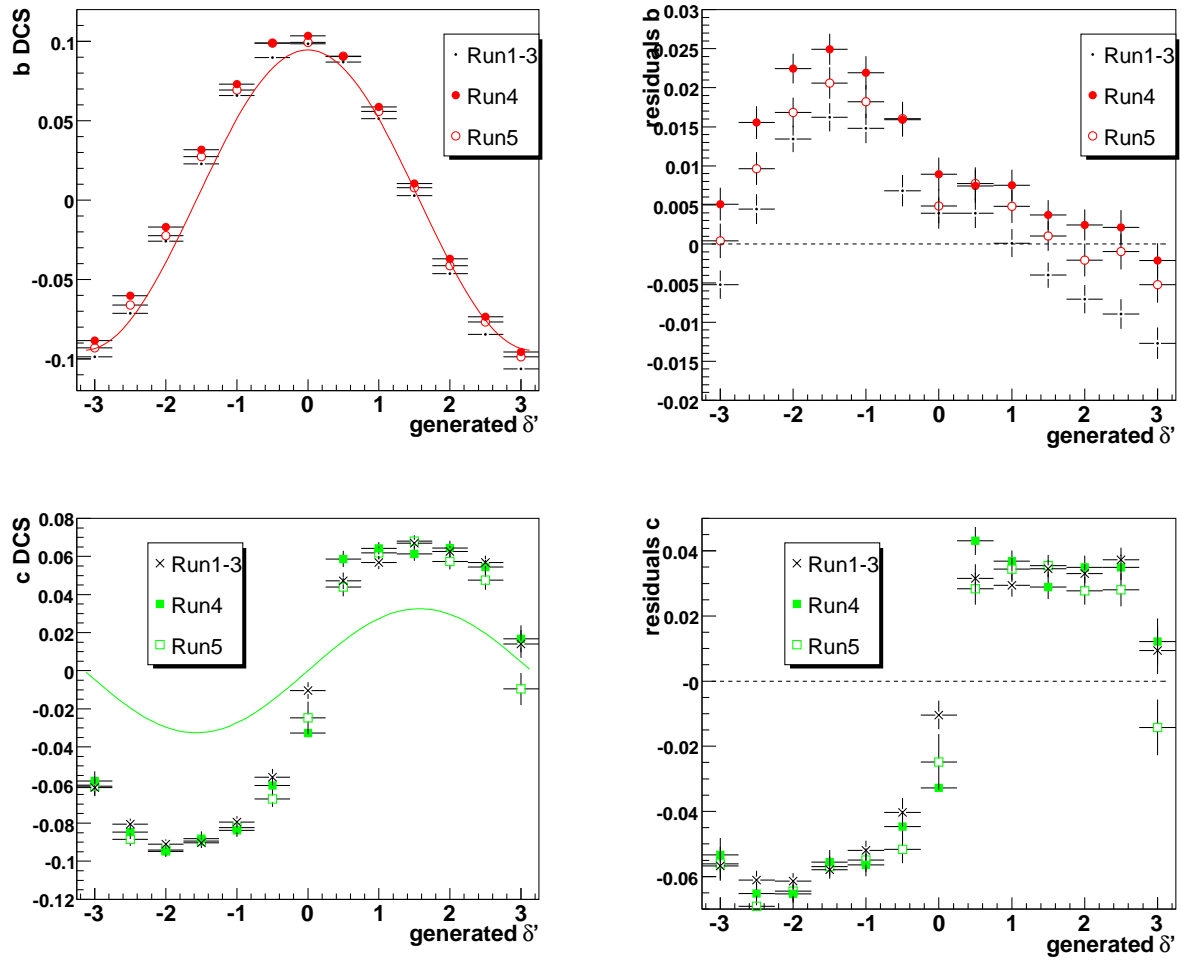 b DCS
0.1
0.05
0
-0.05
-0.1
-3 -2 -1 0 1 2 3
generated δ’
Run1-3
Run4
Run5
residuals b
0.03
0.025
0.02
0.015
0.01
0.005
0
-0.005
-0.01
-0.015
-0.02
-3 -2 -1 0 1 2 3
generated δ’
Run1-3
Run4
Run5
c DCS
0.08
0.06
0.04
0.02
0
-0.02
-0.04
-0.06
-0.08
-0.1
-0.12
-3 -2 -1 0 1 2 3
generated δ’
Run1-3
Run4
Run5
residuals c
0.04
0.02
-0
-0.02
-0.04
-0.06
-3 -2 -1 0 1 2 3
generated δ’
Run1-3
Run4
Run5